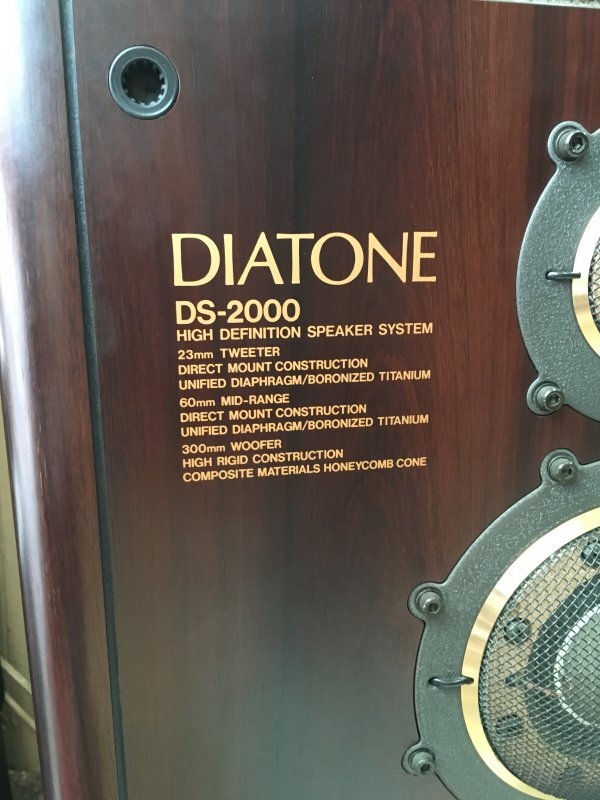 DIATONE
DS-2000
HIGH DEFINITION SPEAKER SYSTEM
23mm TWEETER
DIRECT MOUNT CONSTRUCTION
UNIFIED DIAPHRAGM/BORONIZED TITANIUM
60mm MID-RANGE
DIRECT MOUNT CONSTRUCTION
UNIFIED DIAPHRAGM/BORONIZED TITANIUM
300mm WOOFER
HIGH RIGID CONSTRUCTION
COMPOSITE MATERIALS HONEYCOMB CONE